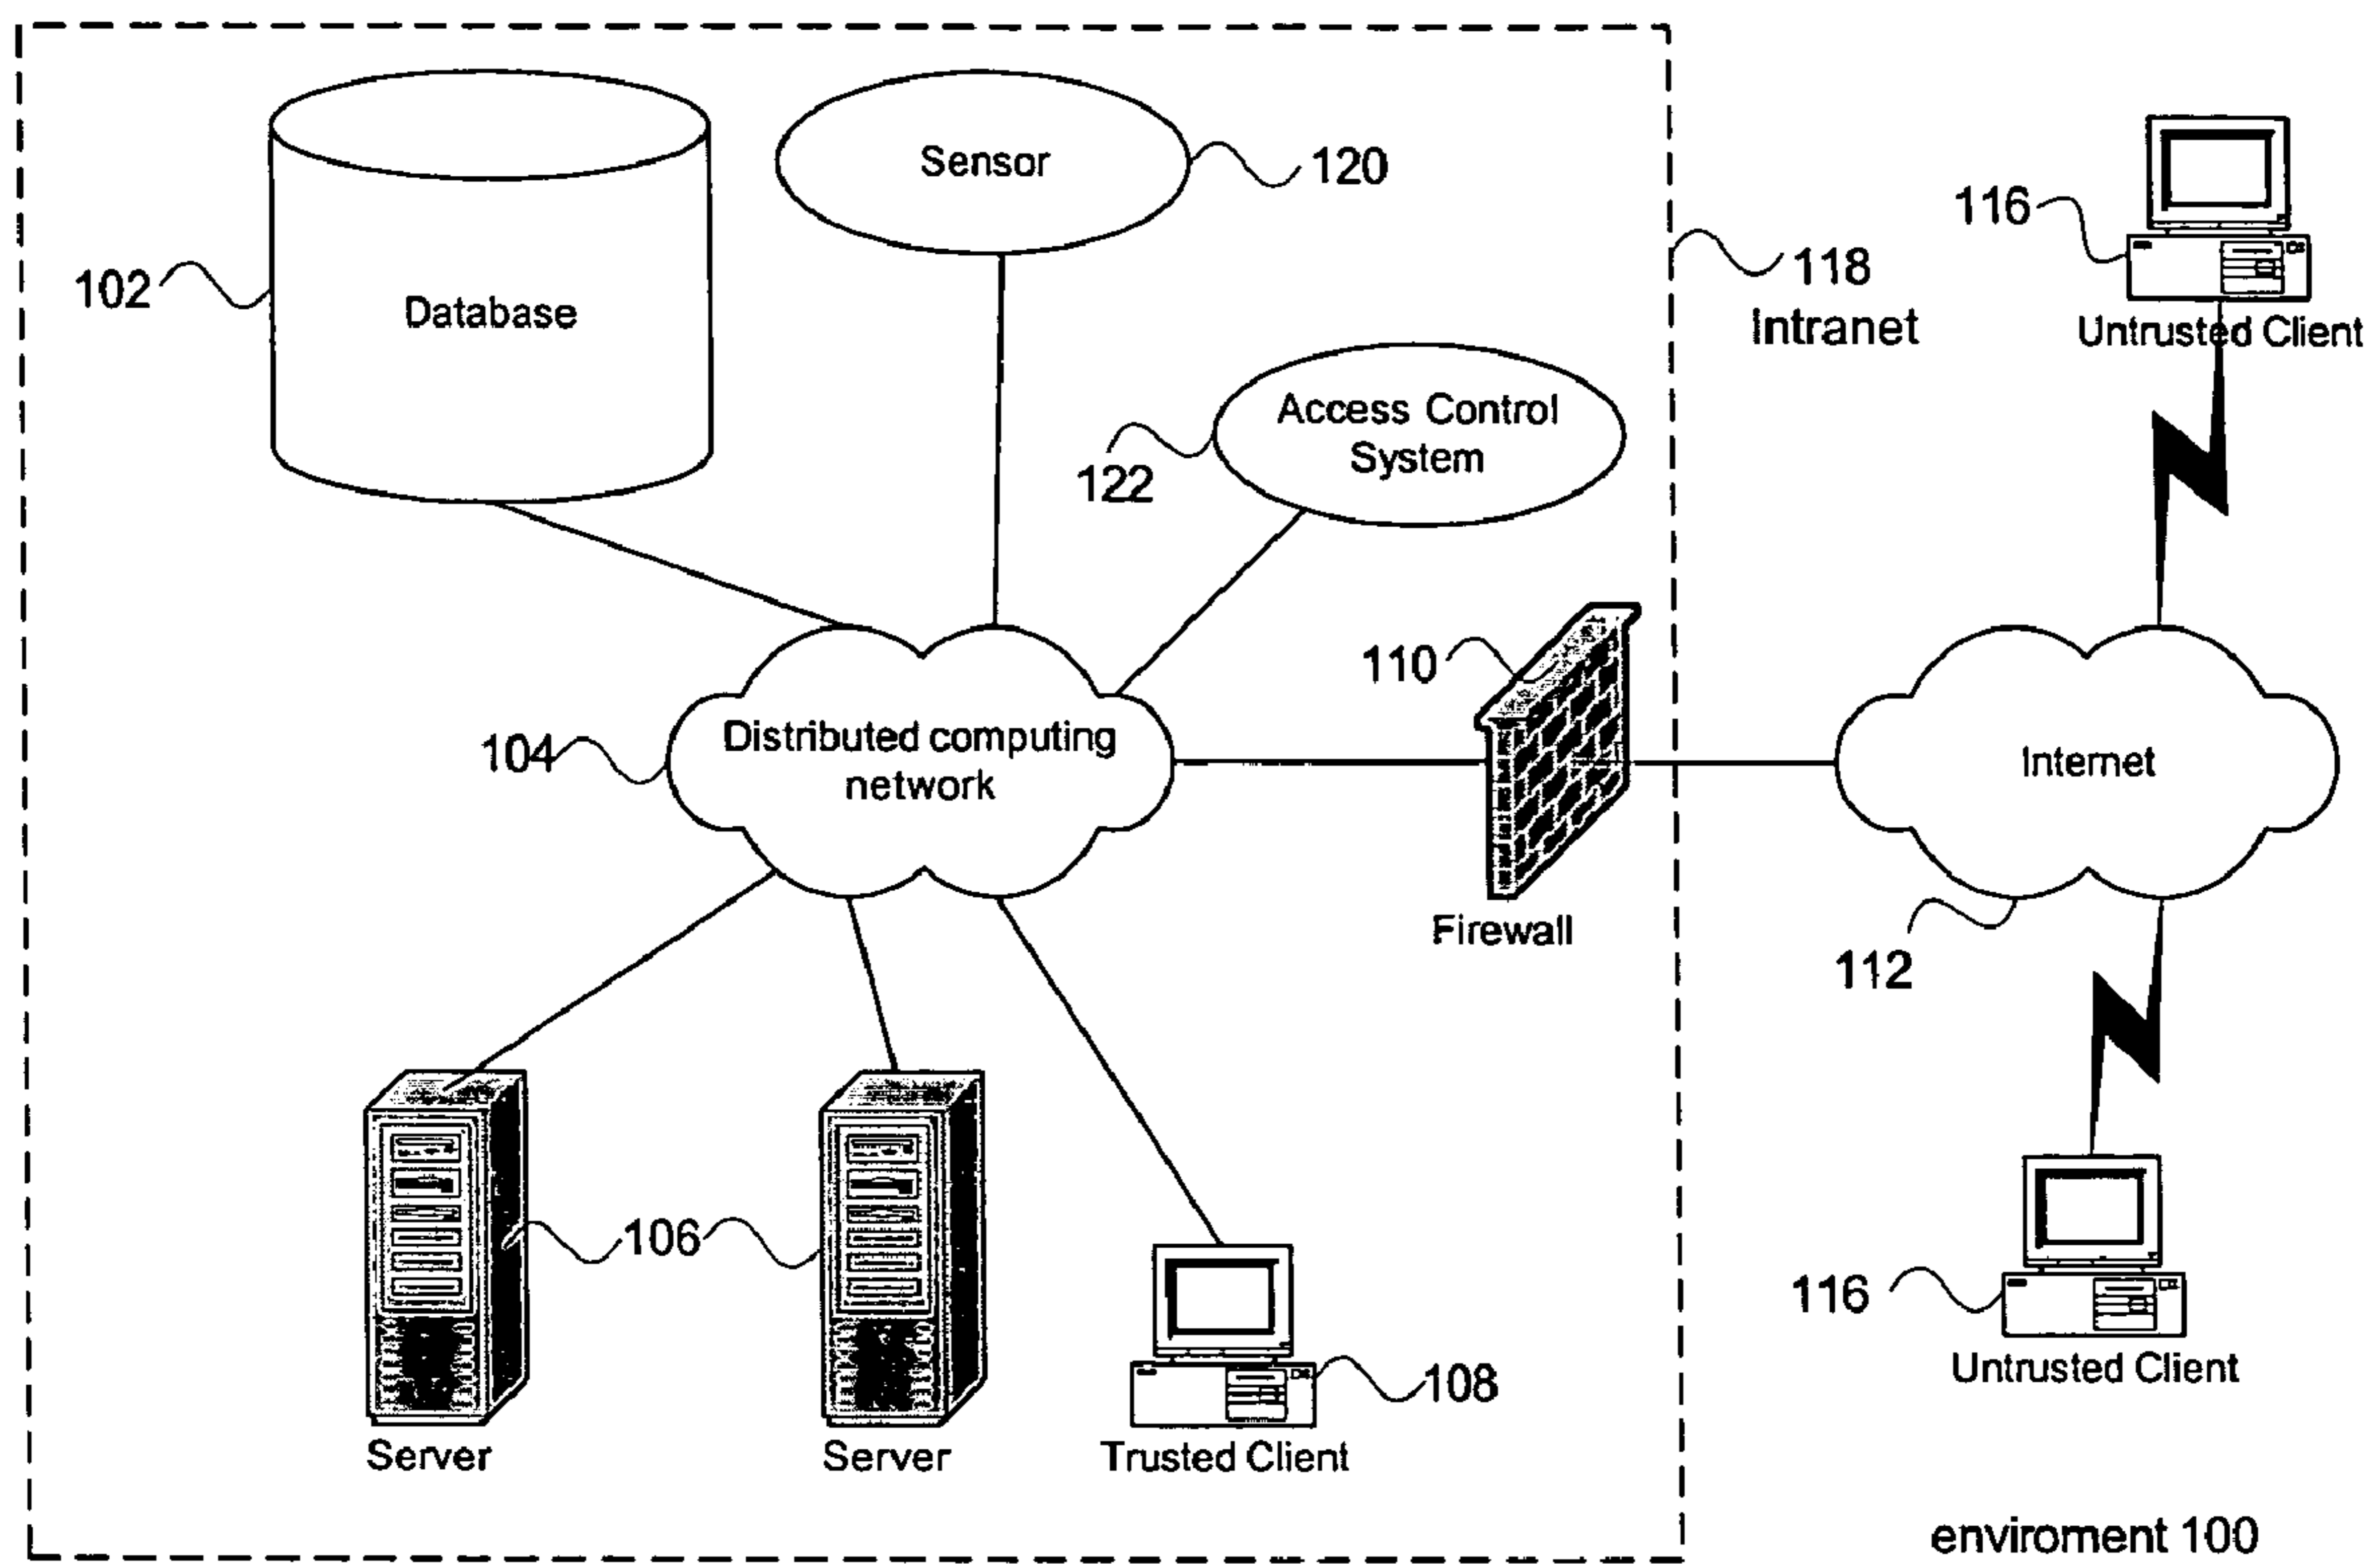 Sensor
120
116
102
Database
118
Intranet
Untrusted Client
Access Control
System
122
110
104
Distributed computing
network
Internet
Firewall
112
106
116
108
Untrusted Client
Server
Server
Trusted Client
enviroment 100